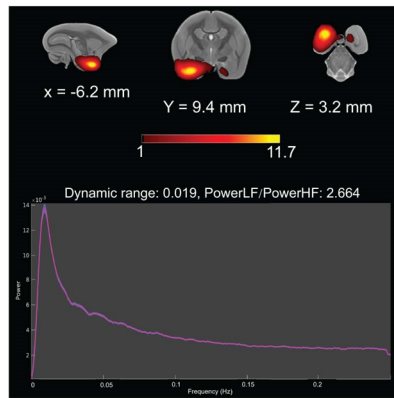 x = -6.2 mm
Y = 9.4 mm
Z = 3.2 mm
1
11.7
Dynamic range: 0.019, PowerLF/PowerHF: 2.664
14
×10⁻³
12
10
8
6
4
2
Power
0
0.05
0.1
0.15
0.2
Frequency (Hz)